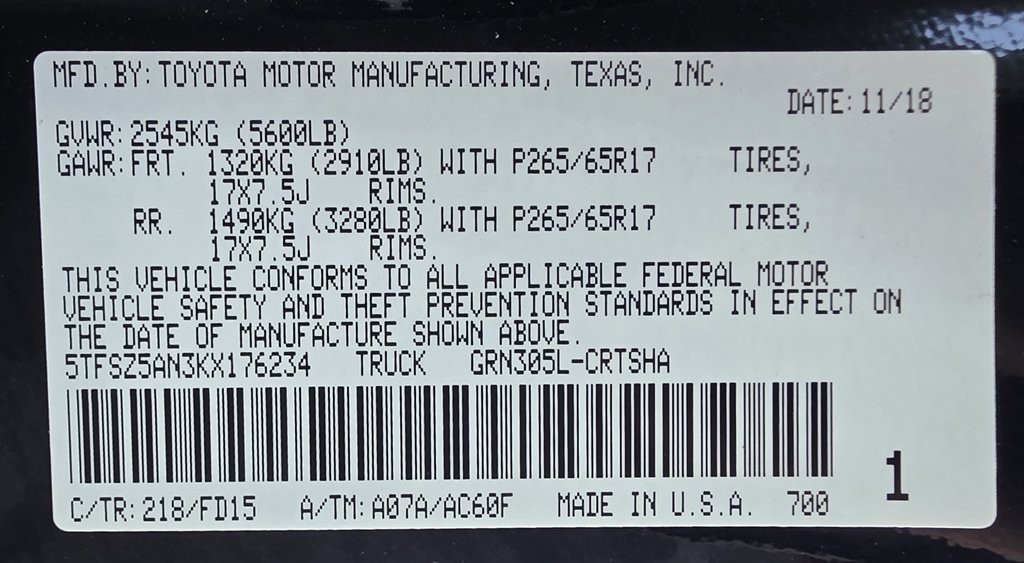 MFD.BY:TOYOTA MOTOR MANUFACTURING, TEXAS, INC.
DATE:11/18
GVWR:2545KG (5600LB)
GAWR:FRT. 1320KG (2910LB) WITH P265/65R17 TIRES,
17X7.5J RIMS.
RR. 1490KG (3280LB) WITH P265/65R17 TIRES,
17X7.5J RIMS.
THIS VEHICLE CONFORMS TO ALL APPLICABLE FEDERAL MOTOR
VEHICLE SAFETY AND THEFT PREVENTION STANDARDS IN EFFECT ON
THE DATE OF MANUFACTURE SHOWN ABOVE.
5TFSZ5AN3KX176234 TRUCK GRN305L-CRTSHA
1
C/TR:218/FD15 A/TM:A07A/AC60F MADE IN U.S.A. 700